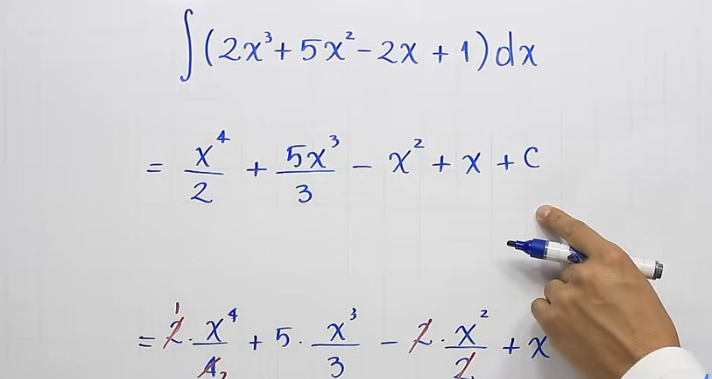 ∫(2x³+5x²-2x+1)dx
= x⁴/2 + 5x³/3 - x² + x + C
= 2·x⁴/4 + 5·x³/3 - 2·x²/2 + x